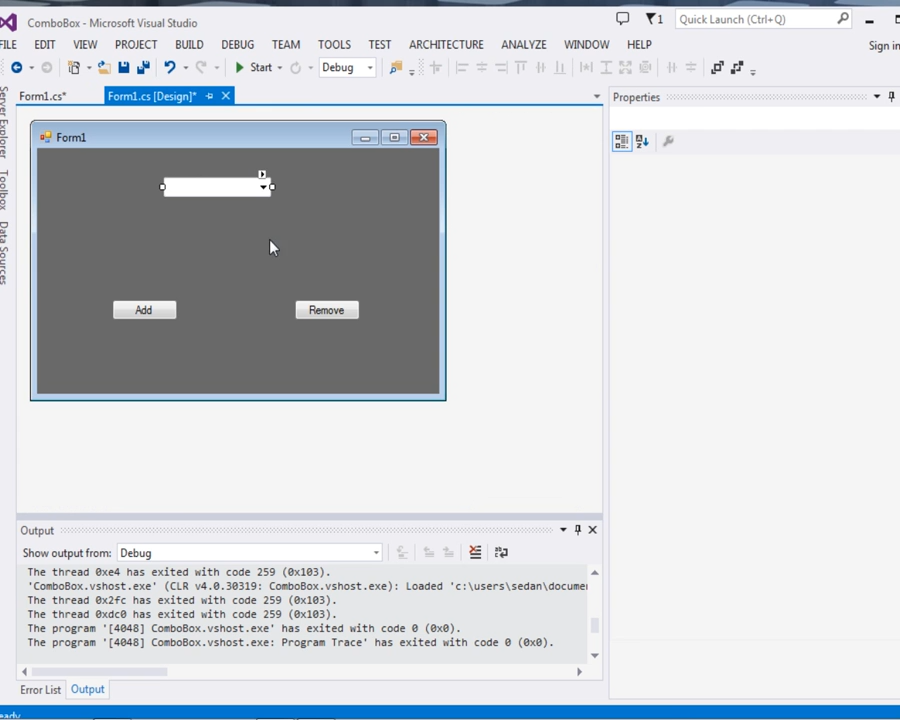 ComboBox - Microsoft Visual Studio
1
Quick Launch (Ctrl+Q)
FILE EDIT VIEW PROJECT BUILD DEBUG TEAM TOOLS TEST ARCHITECTURE ANALYZE WINDOW HELP
Sign in
Start
Debug
Server Explorer
Toolbox
Data Sources
Form1.cs*
Form1.cs [Design]*
Properties
Form1
Add
Remove
Output
Show output from: Debug
The thread 0xe4 has exited with code 259 (0x103).
'ComboBox.vshost.exe' (CLR v4.0.30319: ComboBox.vshost.exe): Loaded 'c:\users\sedan\docume
The thread 0x2fc has exited with code 259 (0x103).
The thread 0xdc0 has exited with code 259 (0x103).
The program '[4048] ComboBox.vshost.exe' has exited with code 0 (0x0).
The program '[4048] ComboBox.vshost.exe: Program Trace' has exited with code 0 (0x0).
Error List
Output
eady